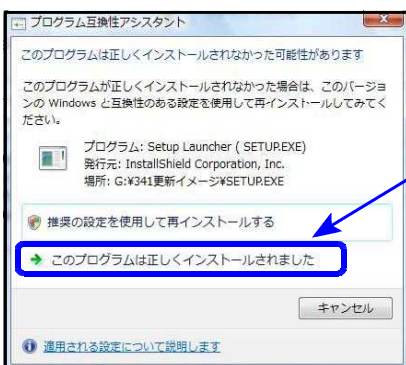 プログラム互換性アシスタント
このプログラムは正しくインストールされなかった可能性があります
このプログラムが正しくインストールされなかった場合は、このバージョ
ンの Windows と互換性のある設定を使用して再インストールしてみてく
ださい。
プログラム: Setup Launcher ( SETUP.EXE)
発行元: InstallShield Corporation, Inc.
場所: G:¥341更新イメージ¥SETUP.EXE
推奨の設定を使用して再インストールする
このプログラムは正しくインストールされました
キャンセル
適用される設定について説明します